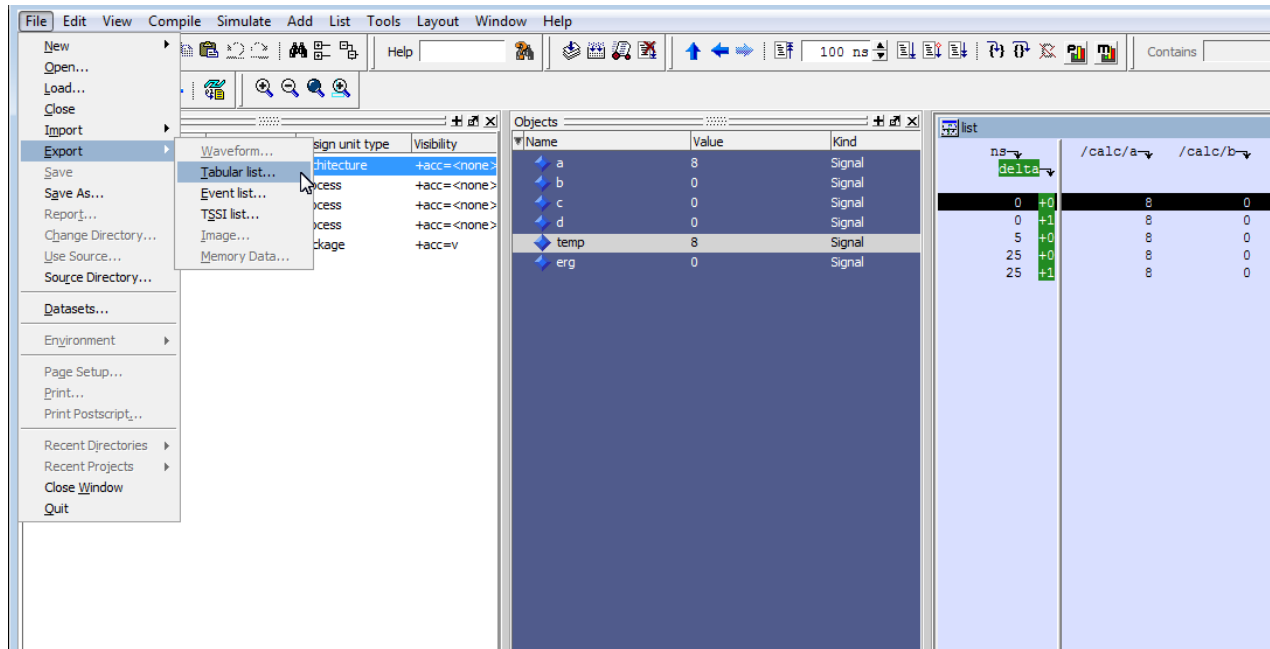 File Edit View Compile Simulate Add List Tools Layout Window Help
Help
100 ns
Contains
New
Open...
Load...
Close
Import
Export
Save
Save As...
Report...
Change Directory...
Use Source...
Source Directory...
Datasets...
Environment
Page Setup...
Print...
Print Postscript...
Recent Directories
Recent Projects
Close Window
Quit
Waveform...
Tabular list...
Event list...
TSSI list...
Image...
Memory Data...
sign unit type Visibility
chitecture +acc=<none>
ocess +acc=<none>
ocess +acc=<none>
ocess +acc=<none>
ckage +acc=v
Objects
Name Value Kind
a 8 Signal
b 0 Signal
c 0 Signal
d 0 Signal
temp 8 Signal
erg 0 Signal
list
ns /calc/a /calc/b
delta
0 +0 8 0
0 +1 8 0
5 +0 8 0
25 +0 8 0
25 +1 8 0